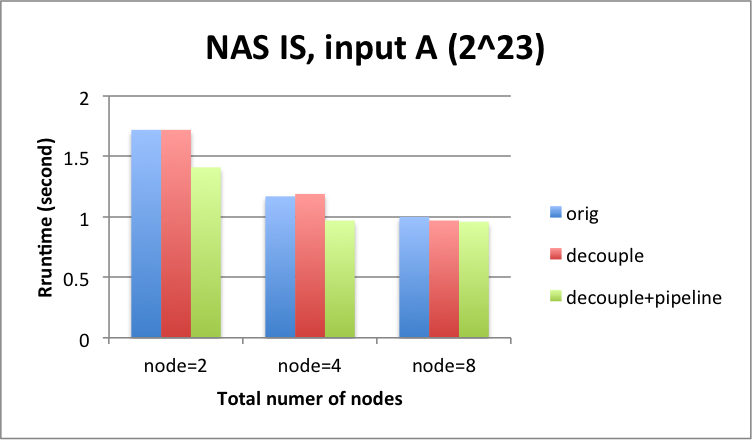 NAS IS, input A (2^23)
Rruntime (second)
2
1.5
1
0.5
0
node=2
node=4
node=8
Total numer of nodes
orig
decouple
decouple+pipeline